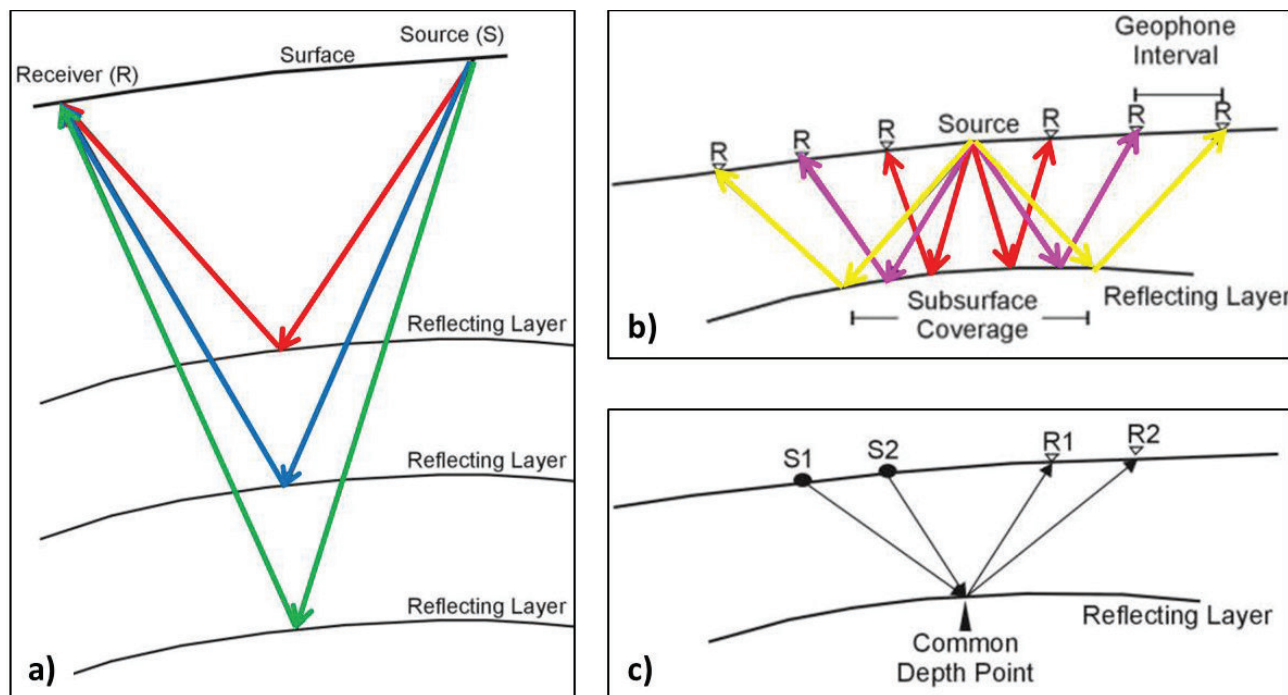 Source (S)
Surface
Receiver (R)
Reflecting Layer
Reflecting Layer
Reflecting Layer
a)
Geophone
Interval
R
R
R
Source
R
R
R
Subsurface
Coverage
Reflecting Layer
b)
S1
S2
R1
R2
Reflecting Layer
Common
Depth Point
c)